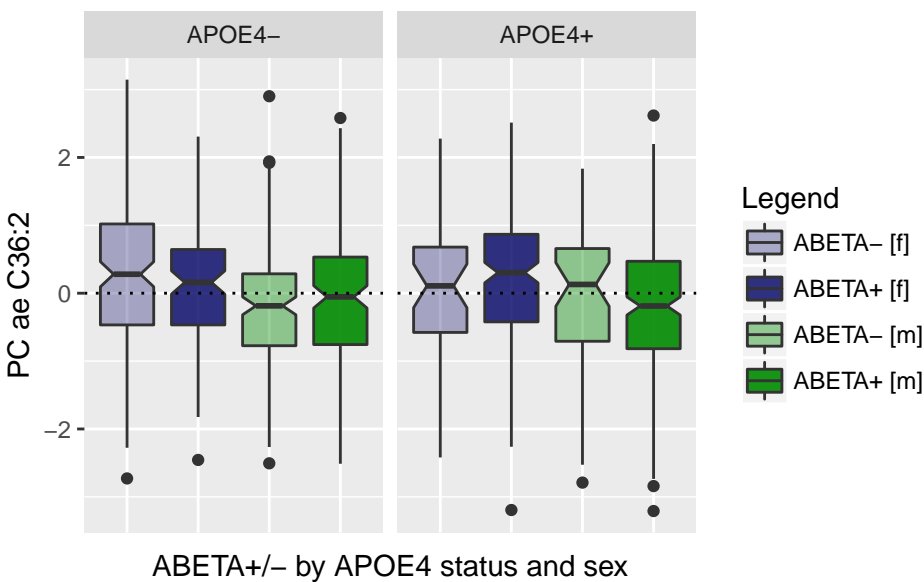 APOE4− APOE4+
PC ae C36:2
2
0
−2
ABETA+/− by APOE4 status and sex
Legend
ABETA− [f]
ABETA+ [f]
ABETA− [m]
ABETA+ [m]